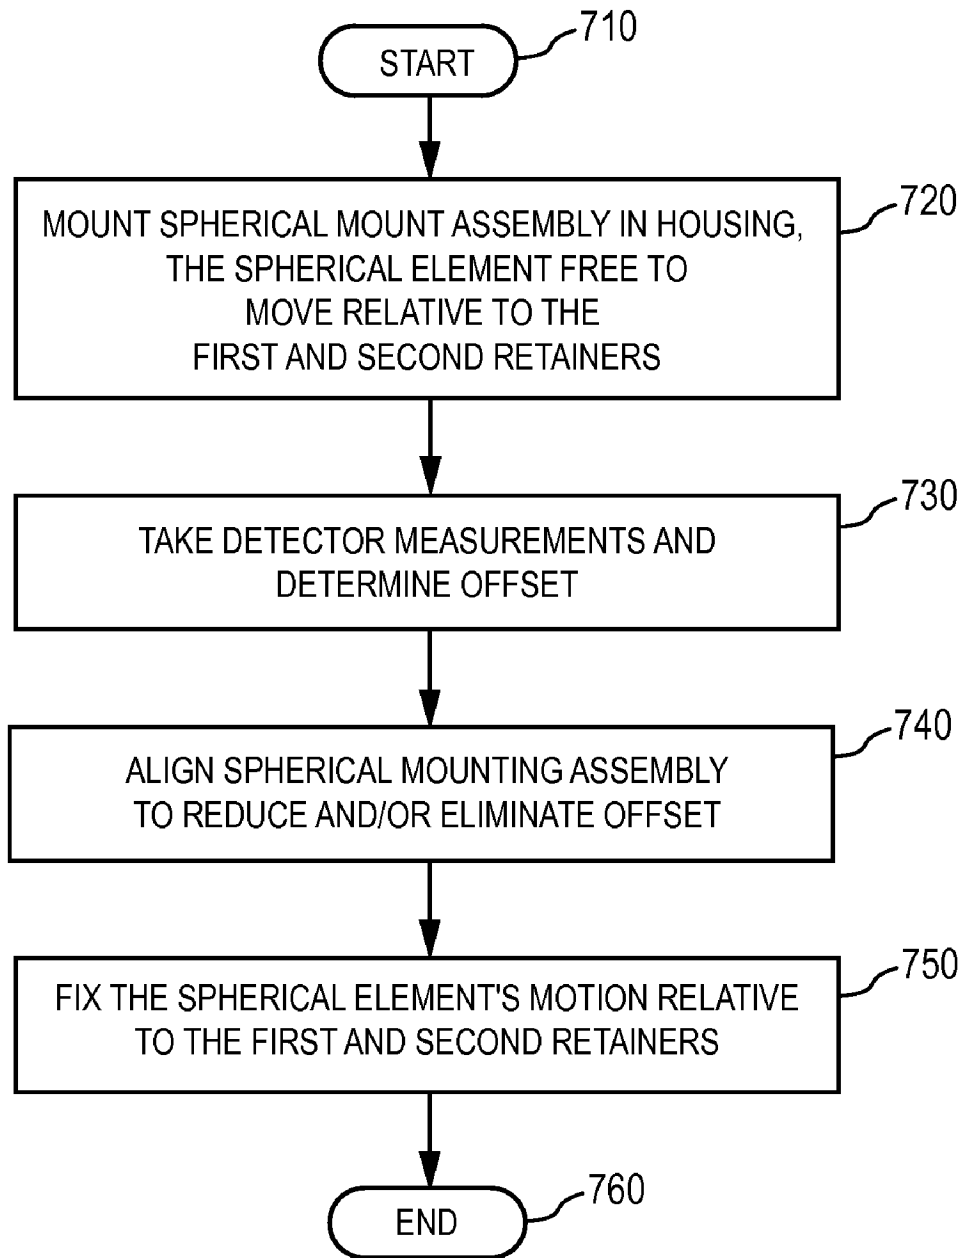 710
START
720
MOUNT SPHERICAL MOUNT ASSEMBLY IN HOUSING,
THE SPHERICAL ELEMENT FREE TO
MOVE RELATIVE TO THE
FIRST AND SECOND RETAINERS
730
TAKE DETECTOR MEASUREMENTS AND
DETERMINE OFFSET
740
ALIGN SPHERICAL MOUNTING ASSEMBLY
TO REDUCE AND/OR ELIMINATE OFFSET
750
FIX THE SPHERICAL ELEMENT'S MOTION RELATIVE
TO THE FIRST AND SECOND RETAINERS
760
END